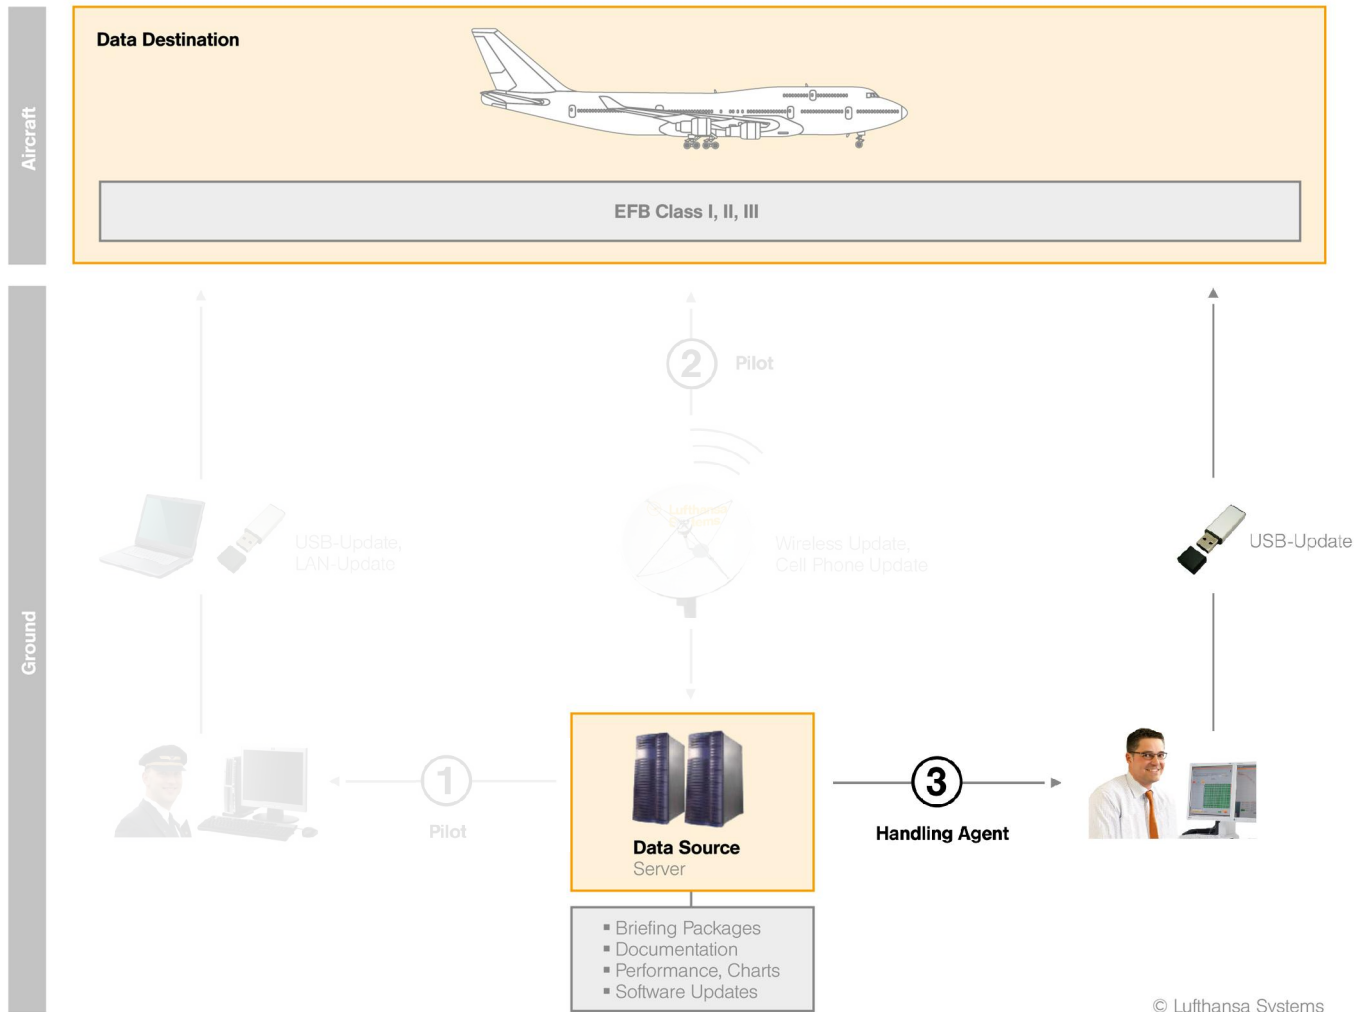 Data Destination
Aircraft
EFB Class I, II, III
2
Pilot
Lufthansa
Systems
USB-Update,
LAN-Update
Wireless Update,
Cell Phone Update
USB-Update
Ground
1
Pilot
Data Source
Server
3
Handling Agent
▪ Briefing Packages
▪ Documentation
▪ Performance, Charts
▪ Software Updates
© Lufthansa Systems